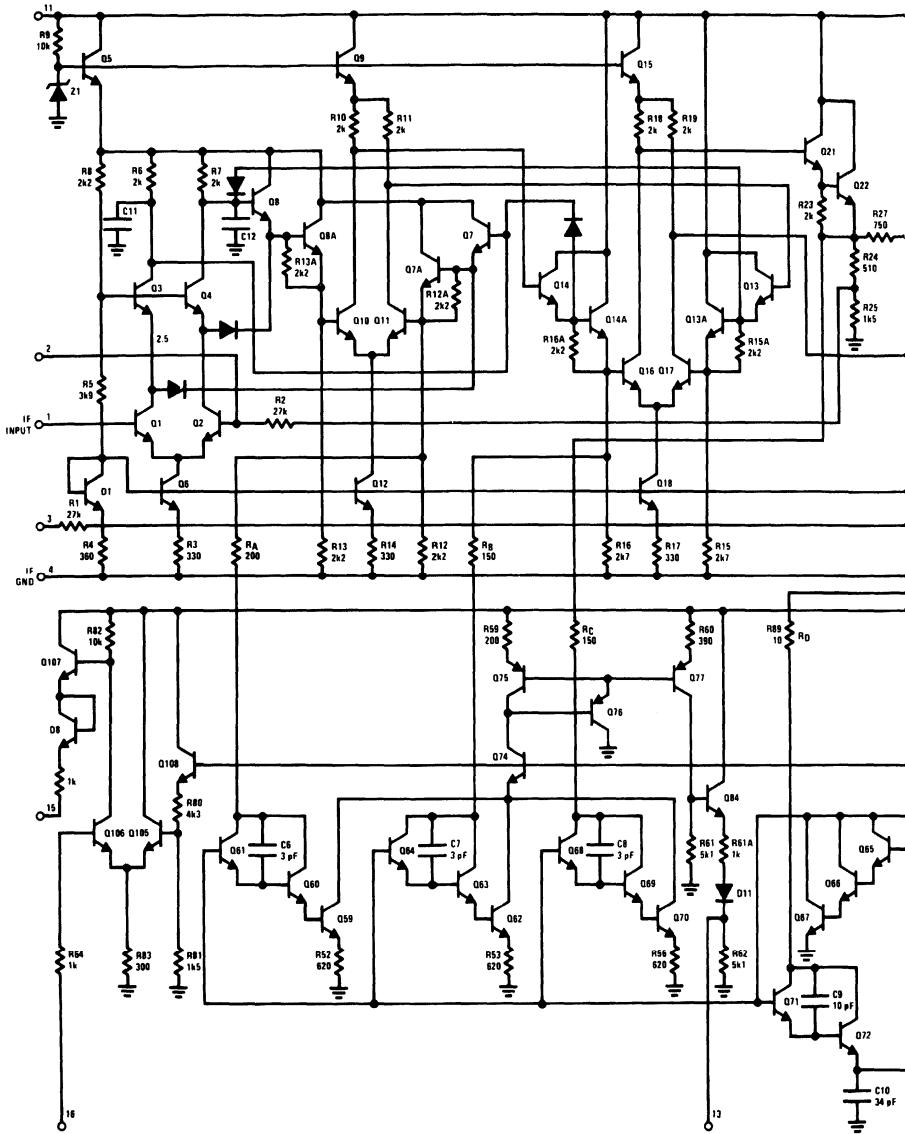 11
R9
10k
Q5
Q9
Q15
Z1
R10
2k
R11
2k
R18
2k
R19
2k
Q21
Q22
R8
2k2
R6
2k
R7
2k
Q8
C11
C12
Q8A
R13A
2k2
Q7
Q7A
R12A
2k2
R23
2k
R27
750
R24
510
R25
1k5
Q3
Q4
2.5
Q10
Q11
Q14
Q14A
R16A
2k2
Q13
Q13A
R15A
2k2
Q16
Q17
2
R5
3k9
IF
INPUT
1
Q1
Q2
R2
27k
D1
Q6
Q12
Q18
R1
27k
3
R4
360
R3
330
RA
200
R13
2k2
R14
330
R12
2k2
RB
150
R16
2k7
R17
330
R15
2k7
IF
GND
4
R82
10k
R59
200
RC
150
R60
390
R89
10
RD
Q107
D8
1k
15
Q75
Q76
Q77
Q108
Q74
R80
4k3
Q106
Q105
Q61
C6
3 pF
Q60
Q59
Q64
C7
3 pF
Q63
Q62
Q68
C8
3 pF
Q69
Q70
Q84
R61
5k1
R61A
1k
D11
Q65
Q66
Q67
R64
1k
R83
300
R81
1k5
R52
620
R53
620
R56
620
R62
5k1
Q71
C9
10 pF
Q72
C10
34 pF
16
13